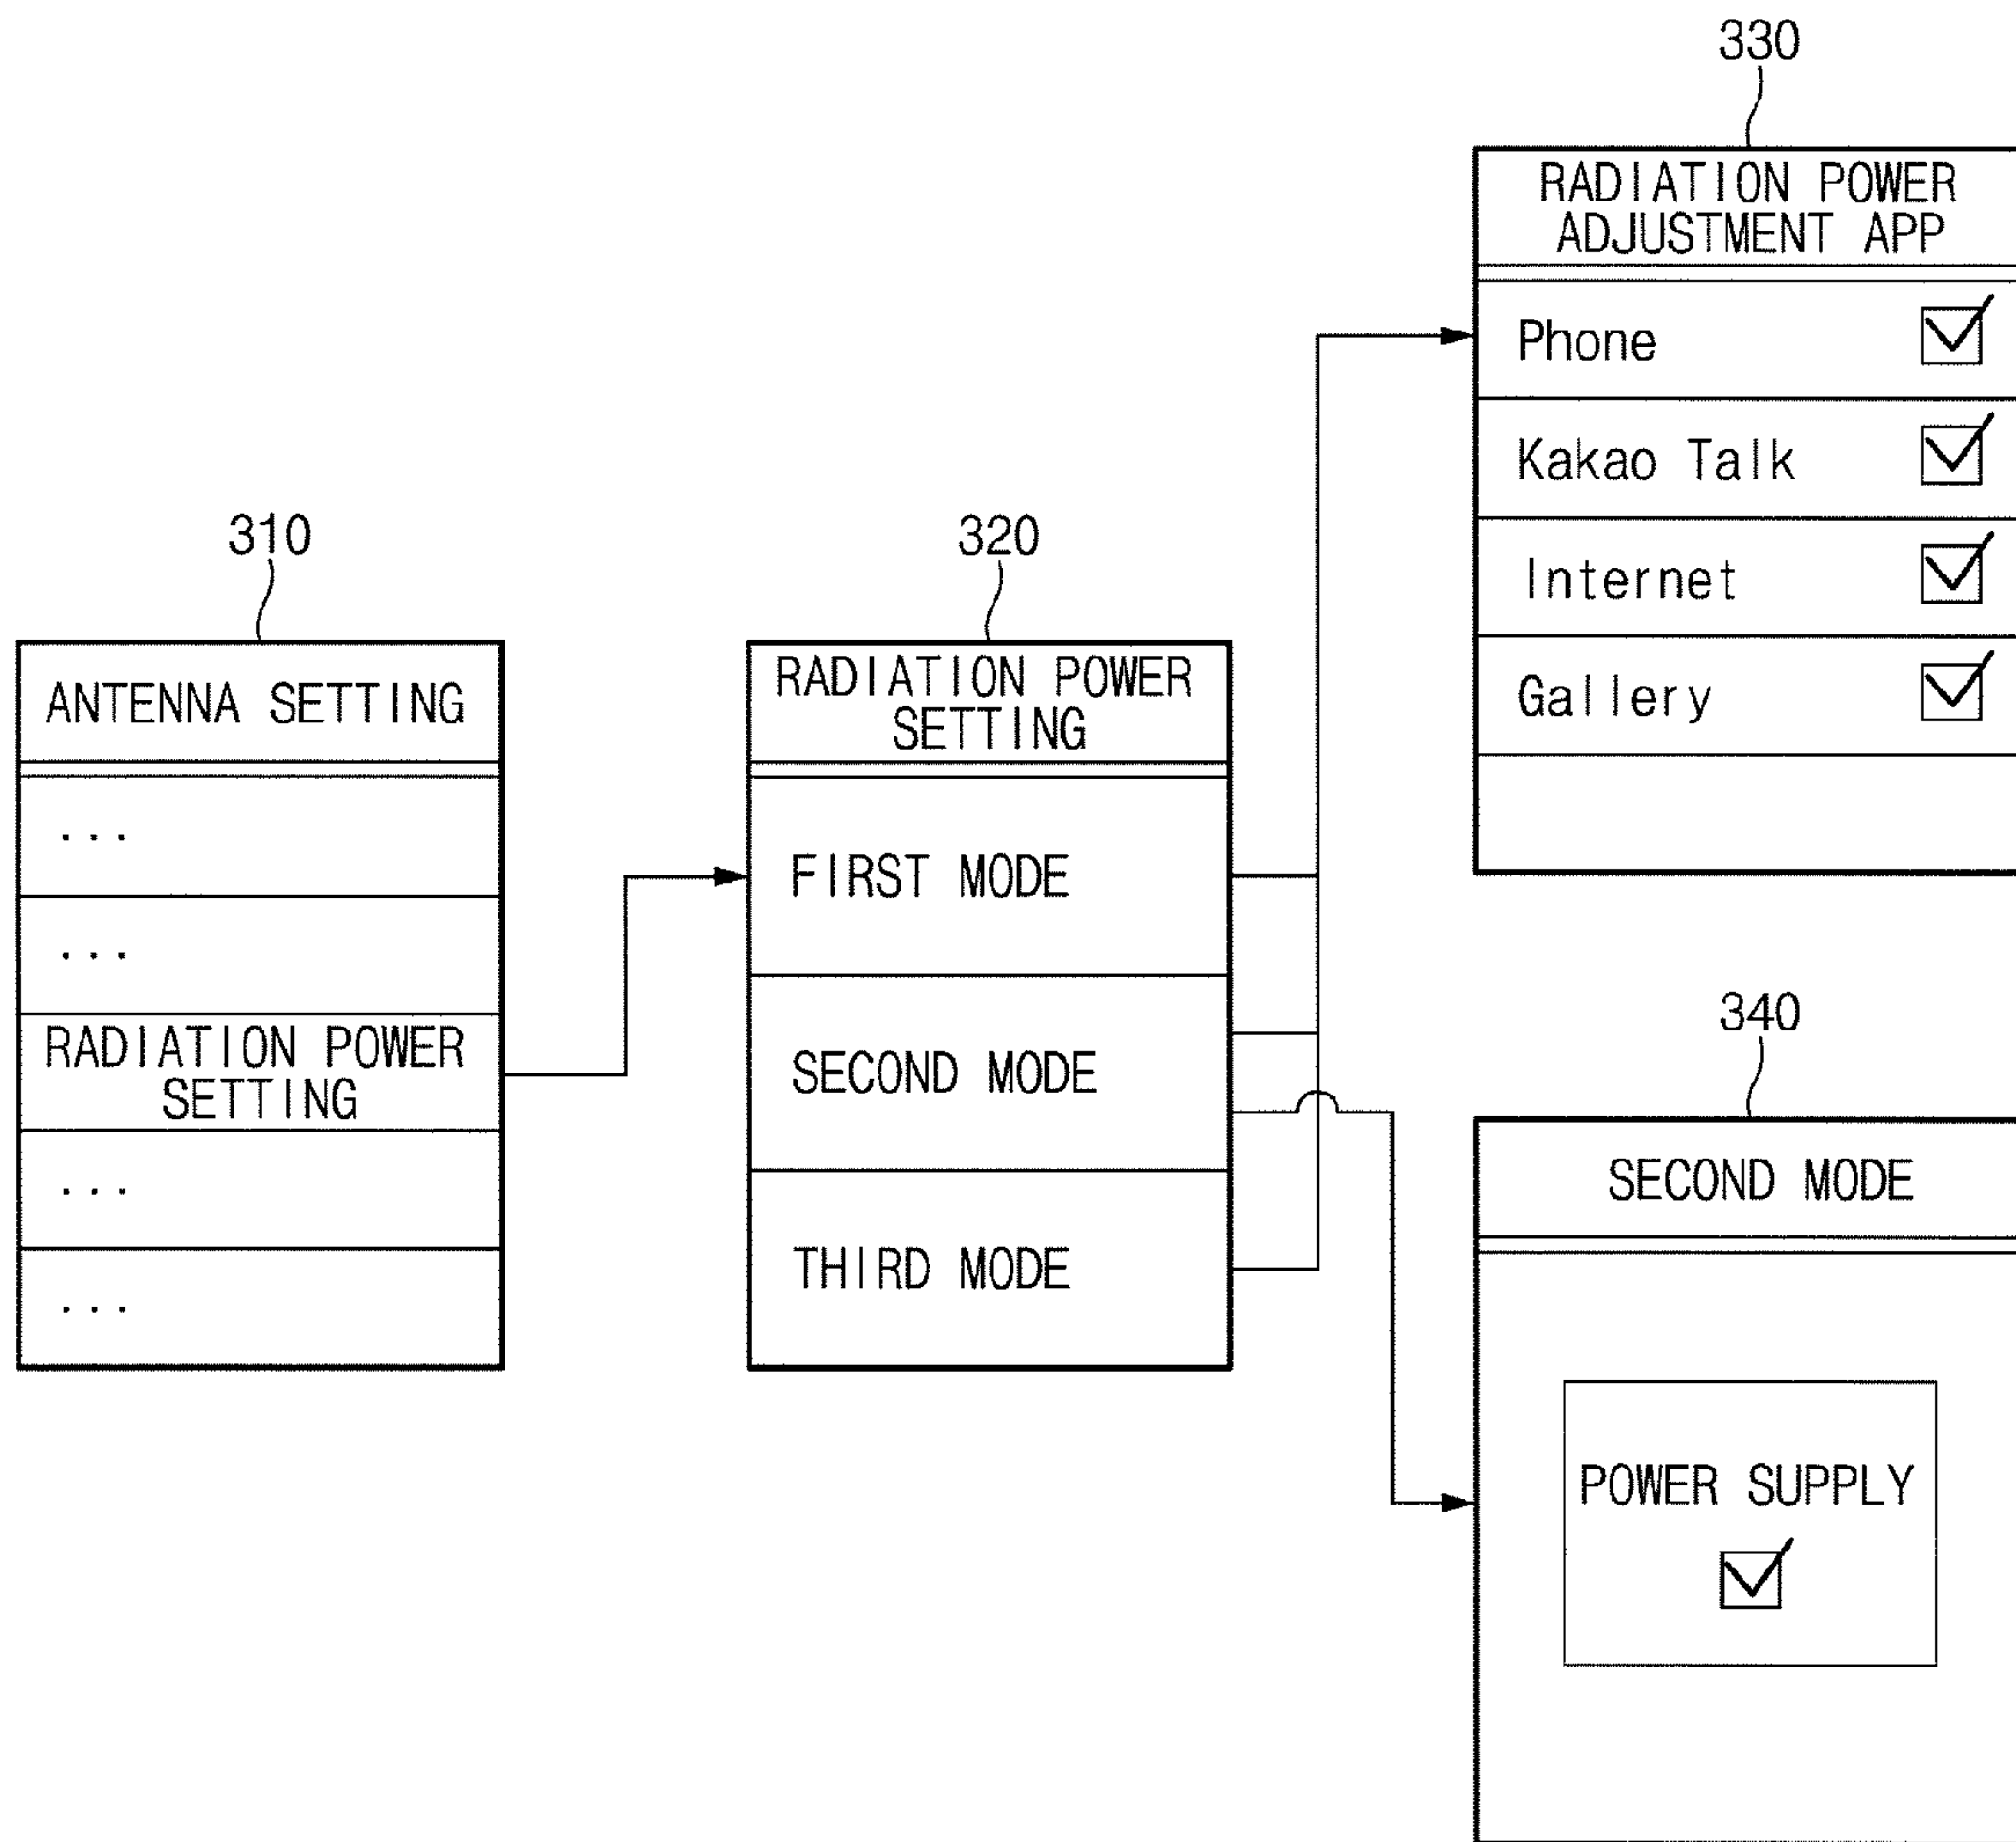 310
ANTENNA SETTING
...
...
RADIATION POWER
SETTING
...
...
320
RADIATION POWER
SETTING
FIRST MODE
SECOND MODE
THIRD MODE
330
RADIATION POWER
ADJUSTMENT APP
Phone
Kakao Talk
Internet
Gallery
340
SECOND MODE
POWER SUPPLY